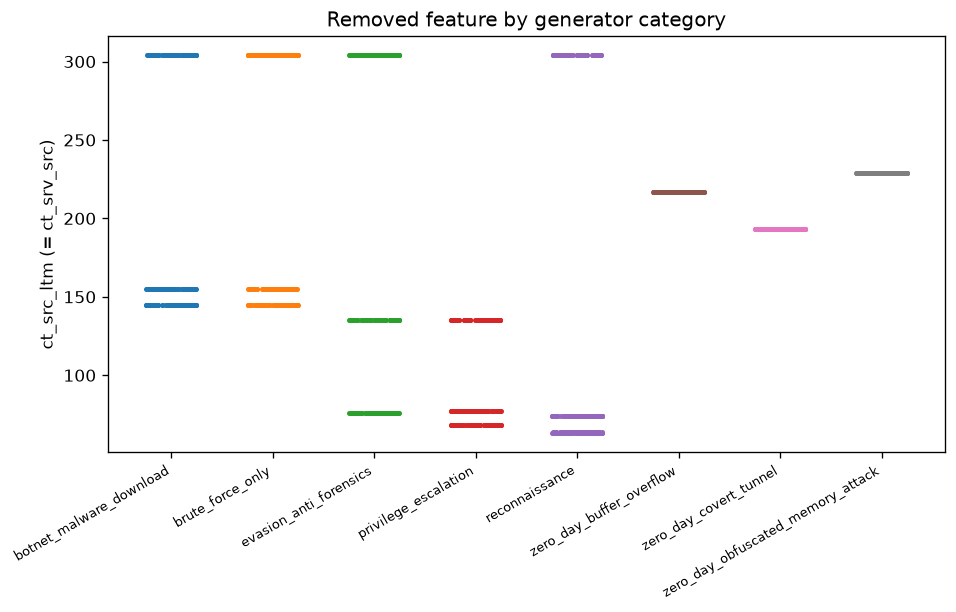 Removed feature by generator category
ct_src_ltm (= ct_srv_src)
300
250
200
150
100
botnet_malware_download
brute_force_only
evasion_anti_forensics
privilege_escalation
reconnaissance
zero_day_buffer_overflow
zero_day_covert_tunnel
zero_day_obfuscated_memory_attack